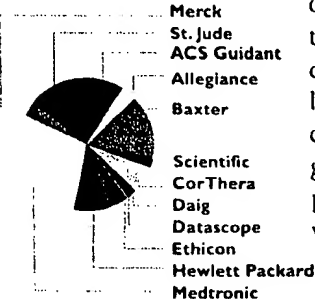 Merck
St. Jude
ACS Guidant
Allegiance
Baxter
Scientific
CorThera
Daig
Datascope
Ethicon
Hewlett Packard
Medtronic